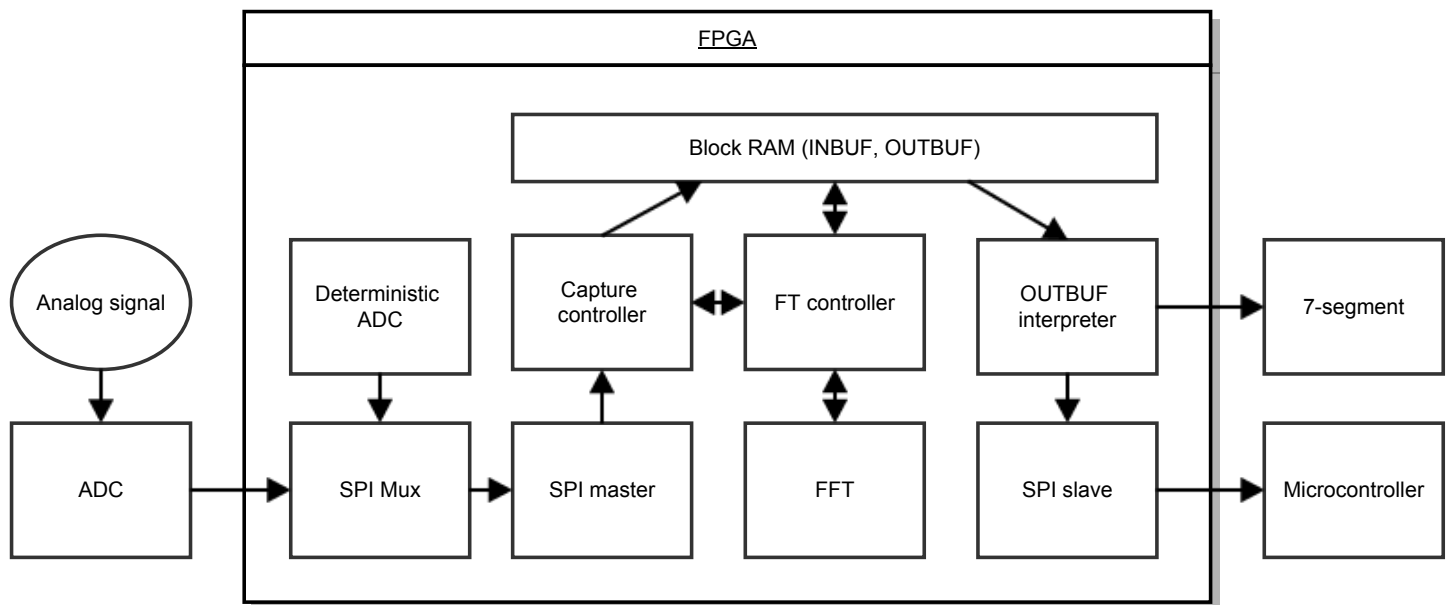 FPGA
Block RAM (INBUF, OUTBUF)
Analog signal
Deterministic
ADC
Capture
controller
FT controller
OUTBUF
interpreter
7-segment
ADC
SPI Mux
SPI master
FFT
SPI slave
Microcontroller